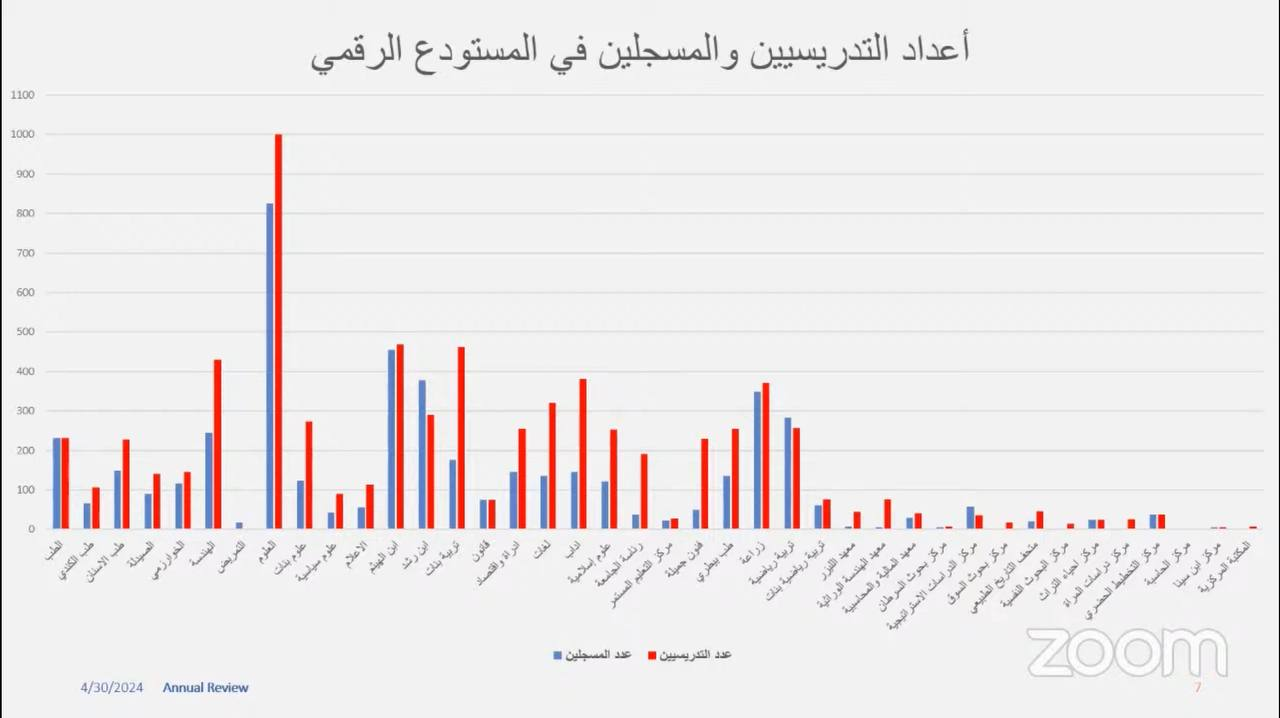 أعداد التدريسيين والمسجلين في المستودع الرقمي
1100
1000
900
800
700
600
500
400
300
200
100
0
الطب
طب الكندي
طب الاسنان
الصيدلة
الخوارزمي
الهندسة
التمريض
العلوم
علوم بنات
علوم سياسية
الاعلام
ابن الهيثم
ابن رشد
تربية بنات
قانون
ادراة واقتصاد
لغات
اداب
علوم إسلامية
رئاسة الجامعة
مركز التعليم المستمر
فنون جميلة
طب بيطري
زراعة
تربية رياضية
تربية رياضية بنات
معهد الليزر
معهد الهندسة الوراثية
معهد المالية والمحاسبية
مركز بحوث السرطان
مركز الدراسات الاستراتيجية
مركز بحوث السوق
متحف التاريخ الطبيعي
مركز البحوث النفسية
مركز احياء التراث
مركز دراسات المراة
مركز التخطيط الحضري
مركز الحاسبة
مركز ابن سينا
المكتبة المركزية
عدد المسجلين عدد التدريسيين
zoom
4/30/2024 Annual Review 7